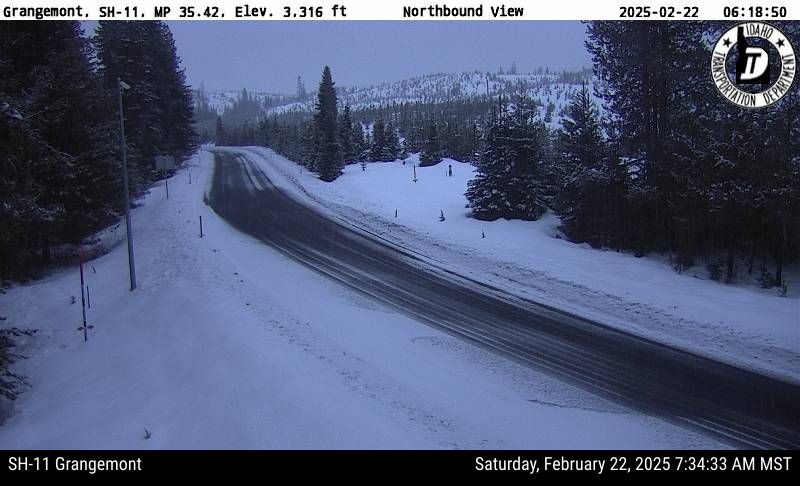 Grangemont, SH-11, MP 35.42, Elev. 3,316 ft Northbound View 2025-02-22 06:18:50
IDAHO
TRANSPORTATION DEPARTMENT
SH-11 Grangemont Saturday, February 22, 2025 7:34:33 AM MST